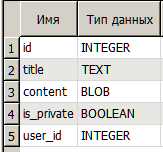 Имя Тип данных
1 id INTEGER
2 title TEXT
3 content BLOB
4 is_private BOOLEAN
5 user_id INTEGER